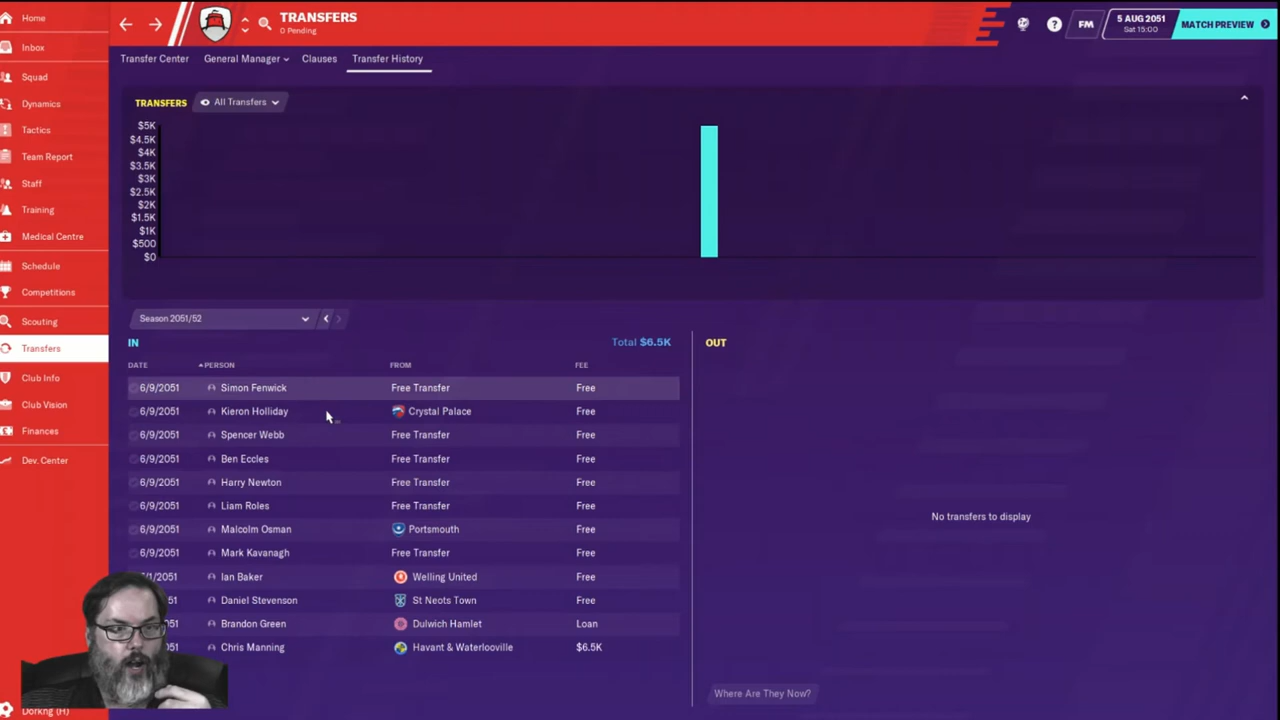 Home
Inbox
Squad
Dynamics
Tactics
Team Report
Staff
Training
Medical Centre
Schedule
Competitions
Scouting
Transfers
Club Info
Club Vision
Finances
Dev. Center
TRANSFERS
0 Pending
?
FM
5 AUG 2051
Sat 15:00
MATCH PREVIEW
Transfer Center
General Manager
Clauses
Transfer History
TRANSFERS
All Transfers
$5K
$4.5K
$4K
$3.5K
$3K
$2.5K
$2K
$1.5K
$1K
$500
$0
Season 2051/52
IN
Total $6.5K
DATE PERSON FROM FEE
6/9/2051 Simon Fenwick Free Transfer Free
6/9/2051 Kieron Holliday Crystal Palace Free
6/9/2051 Spencer Webb Free Transfer Free
6/9/2051 Ben Eccles Free Transfer Free
6/9/2051 Harry Newton Free Transfer Free
6/9/2051 Liam Roles Free Transfer Free
6/9/2051 Malcolm Osman Portsmouth Free
6/9/2051 Mark Kavanagh Free Transfer Free
/1/2051 Ian Baker Welling United Free
51 Daniel Stevenson St Neots Town Free
51 Brandon Green Dulwich Hamlet Loan
51 Chris Manning Havant & Waterlooville $6.5K
OUT
No transfers to display
Where Are They Now?